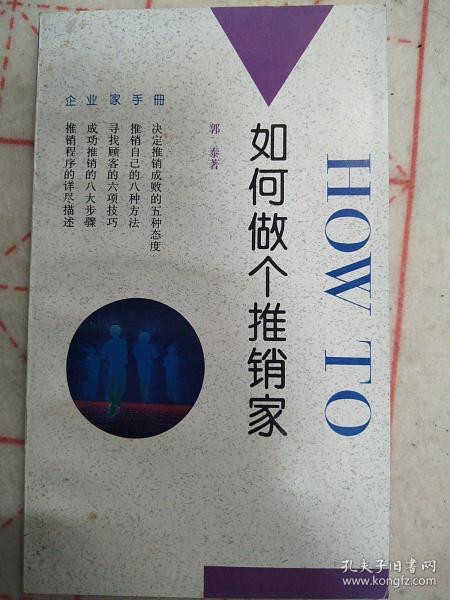 HOW TO
如何做个推销家
郭泰著
企业家手册
决定推销成败的五种态度
推销自己的八种方法
寻找顾客的六项技巧
成功推销的八大步骤
推销程序的详尽描述
孔夫子旧书网
www.kongfz.com